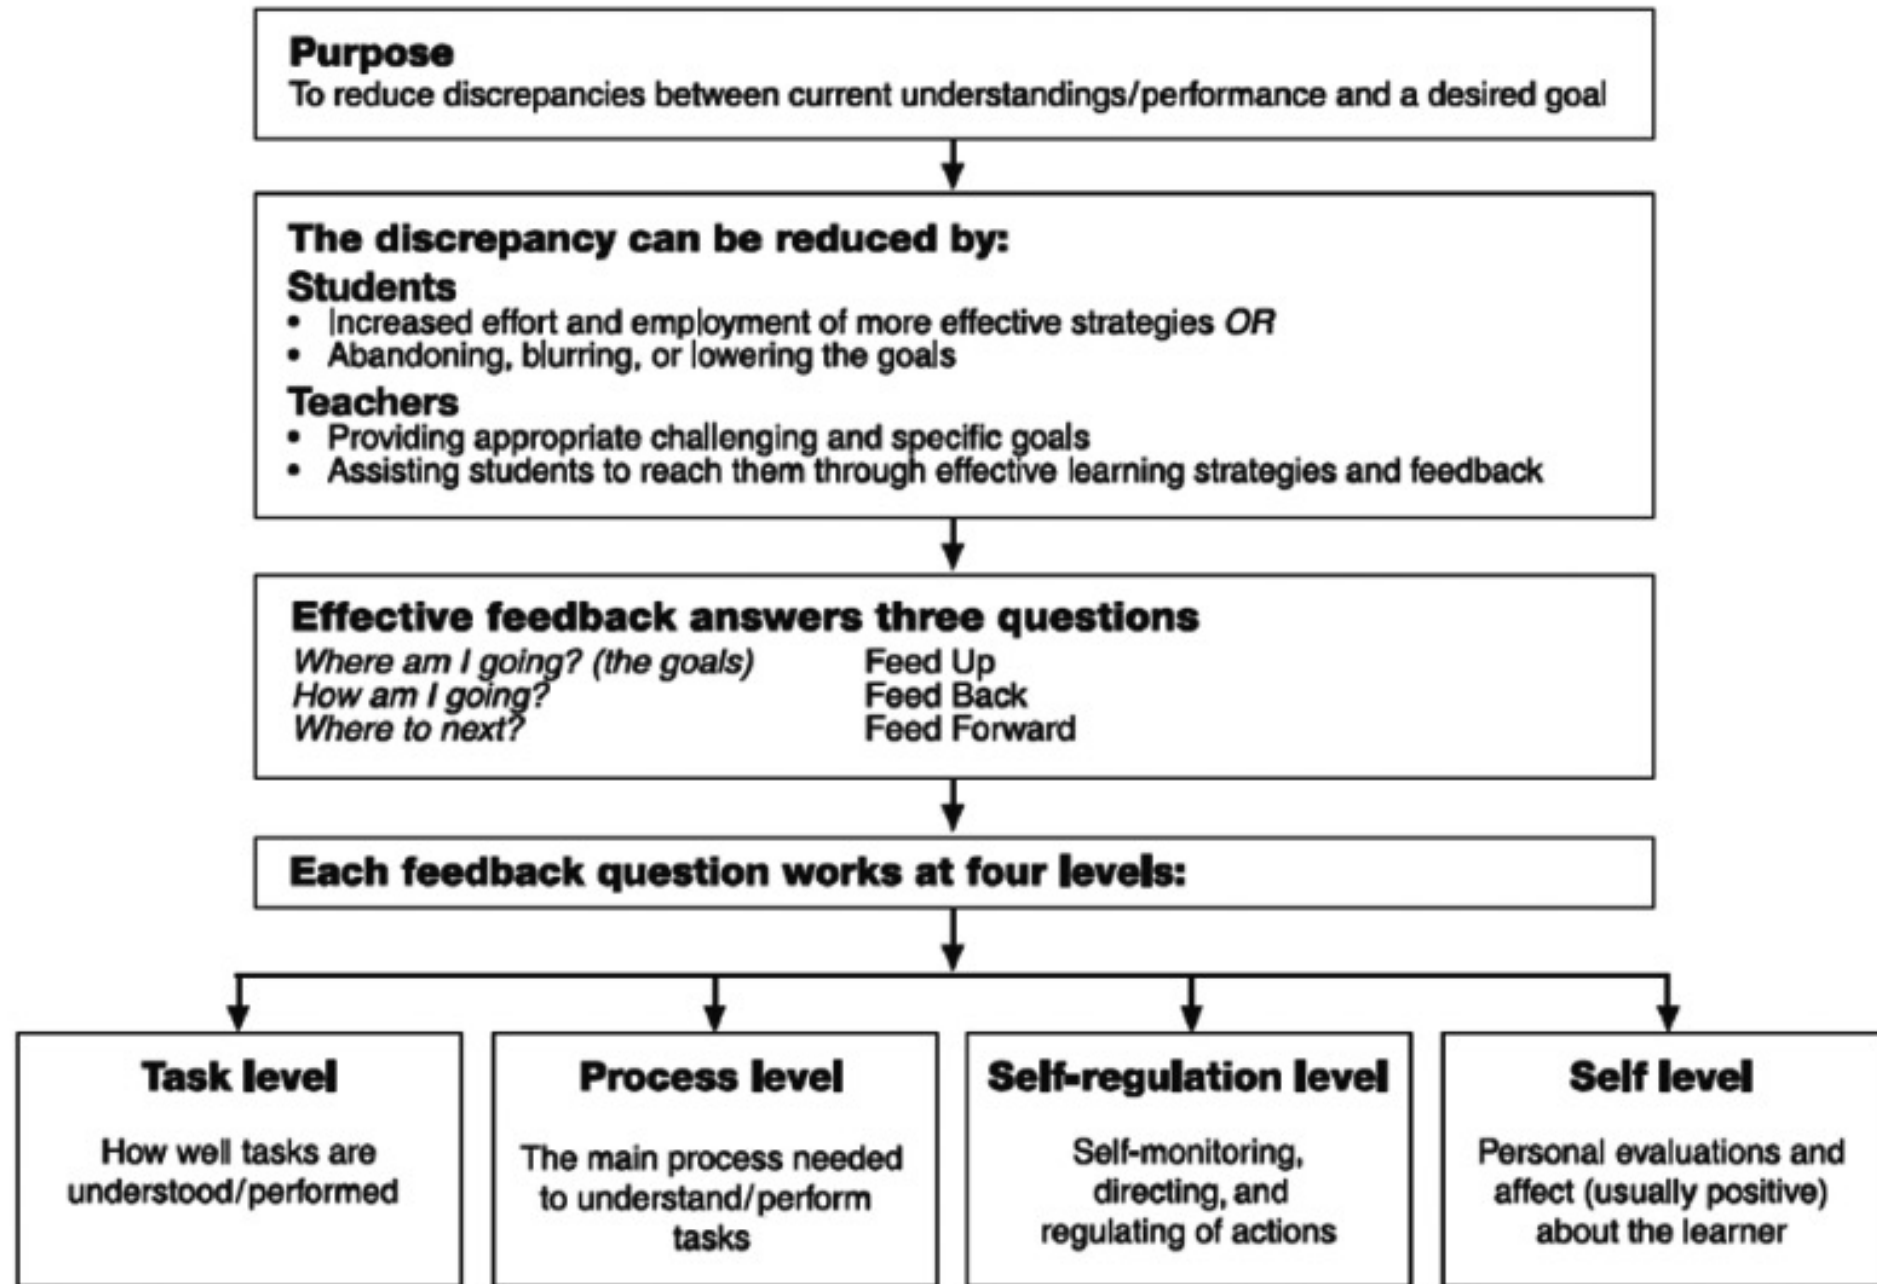 Purpose
To reduce discrepancies between current understandings/performance and a desired goal
The discrepancy can be reduced by:
Students
• Increased effort and employment of more effective strategies OR
• Abandoning, blurring, or lowering the goals
Teachers
• Providing appropriate challenging and specific goals
• Assisting students to reach them through effective learning strategies and feedback
Effective feedback answers three questions
Where am I going? (the goals) Feed Up
How am I going? Feed Back
Where to next? Feed Forward
Each feedback question works at four levels:
Task level
How well tasks are
understood/performed
Process level
The main process needed
to understand/perform
tasks
Self-regulation level
Self-monitoring,
directing, and
regulating of actions
Self level
Personal evaluations and
affect (usually positive)
about the learner